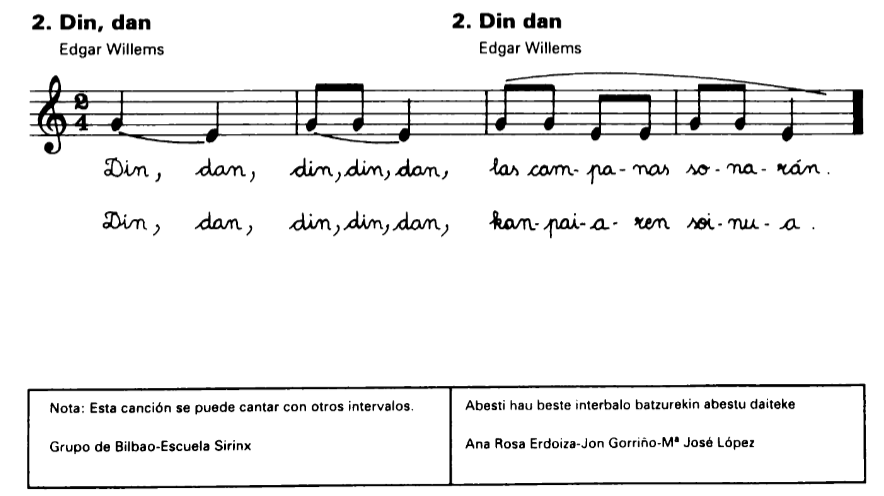 2. Din, dan
Edgar Willems
2. Din dan
Edgar Willems
2
4
Din, dan, din, din, dan, las cam- pa- nas so- na- rán.
Din, dan, din, din, dan, kan- pai- a- ren soi- nu- a.
Nota: Esta canción se puede cantar con otros intervalos.
Grupo de Bilbao-Escuela Sirinx
Abesti hau beste interbalo batzurekin abestu daiteke
Ana Rosa Erdoiza-Jon Gorriño-Mª José López